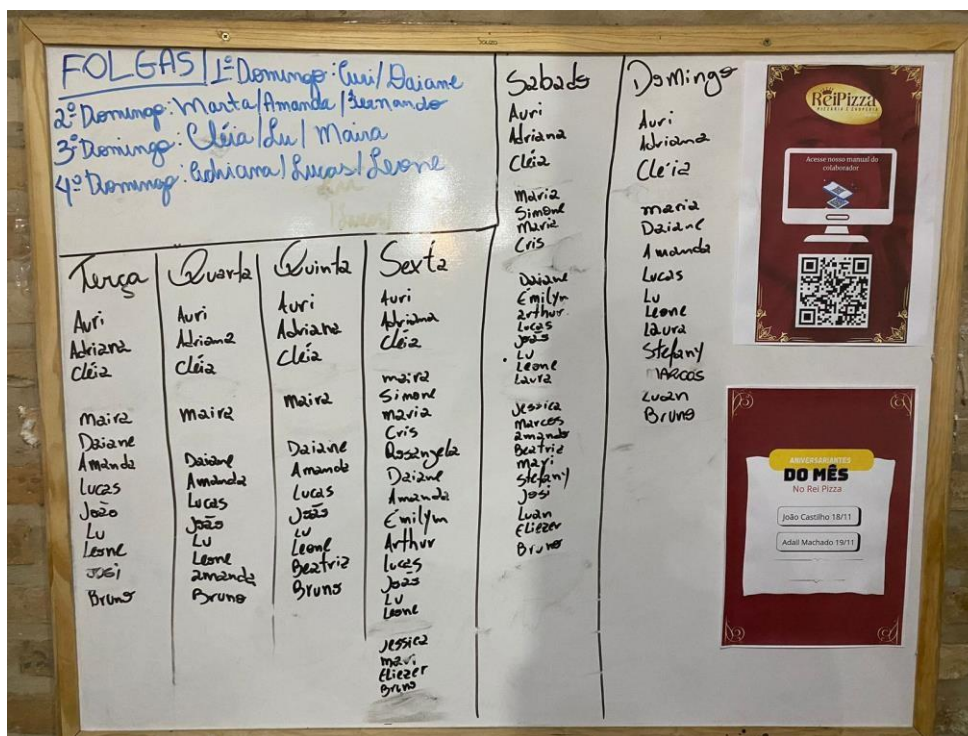 FOLGAS 1º Domingo: Auri/Daiane
2º Domingo: Marta/Amanda/Fernando
3º Domingo: Cléia/Lu/Maira
4º Domingo: Adriana/Lucas/Leone
Terça
Auri
Adriana
Cléia
Maira
Daiane
Amanda
Lucas
João
Lu
Leone
Josi
Bruno
Quarta
Auri
Adriana
Cléia
Maira
Daiane
Amanda
Lucas
João
Lu
Leone
Amanda
Bruno
Quinta
Auri
Adriana
Cléia
Maira
Daiane
Amanda
Lucas
João
Lu
Leone
Beatriz
Bruno
Sexta
Auri
Adriana
Cléia
Maira
Simone
Maria
Cris
Rosangela
Daiane
Amanda
Emilyn
Arthur
Lucas
João
Lu
Leone
Jessica
Mavi
Eliezer
Bruno
Sabado
Auri
Adriana
Cléia
Maria
Simone
Maria
Cris
Daiane
Emilyn
Arthur
Lucas
João
Lu
Leone
Laura
Jessica
Marcos
Amanda
Beatriz
Mavi
Stefany
Josi
Luan
Eliezer
Bruno
Domingo
Auri
Adriana
Cléia
Maria
Daiane
Amanda
Lucas
Lu
Leone
Laura
Stefany
MARCOS
Luan
Bruno
ReiPizza
Acesse nosso manual do
colaborador
ANIVERSARIANTES
DO MÊS
No Rei Pizza
João Castilho 18/11
Adail Machado 19/11